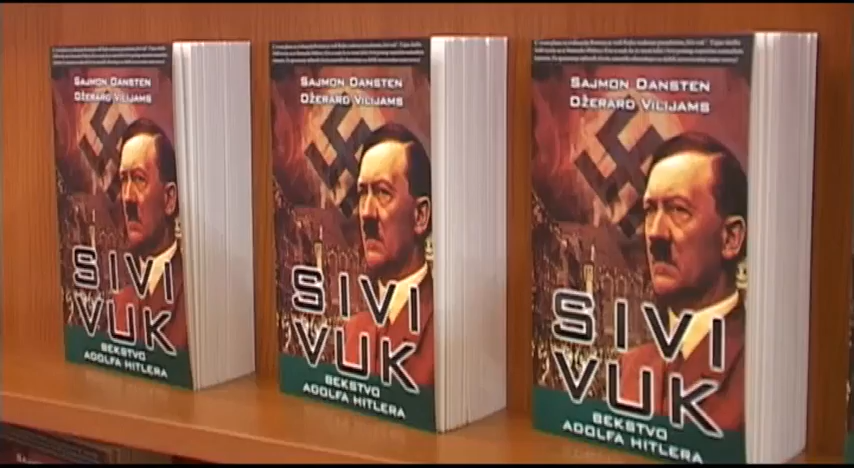 SAJMON DANSTEN
DŽERARD VILIJAMS
SIVI
VUK
BEKSTVO
ADOLFA HITLERA
SAJMON DANSTEN
DŽERARD VILIJAMS
SIVI
VUK
BEKSTVO
ADOLFA HITLERA
SAJMON DANSTEN
DŽERARD VILIJAMS
SIVI
VUK
BEKSTVO
ADOLFA HITLERA